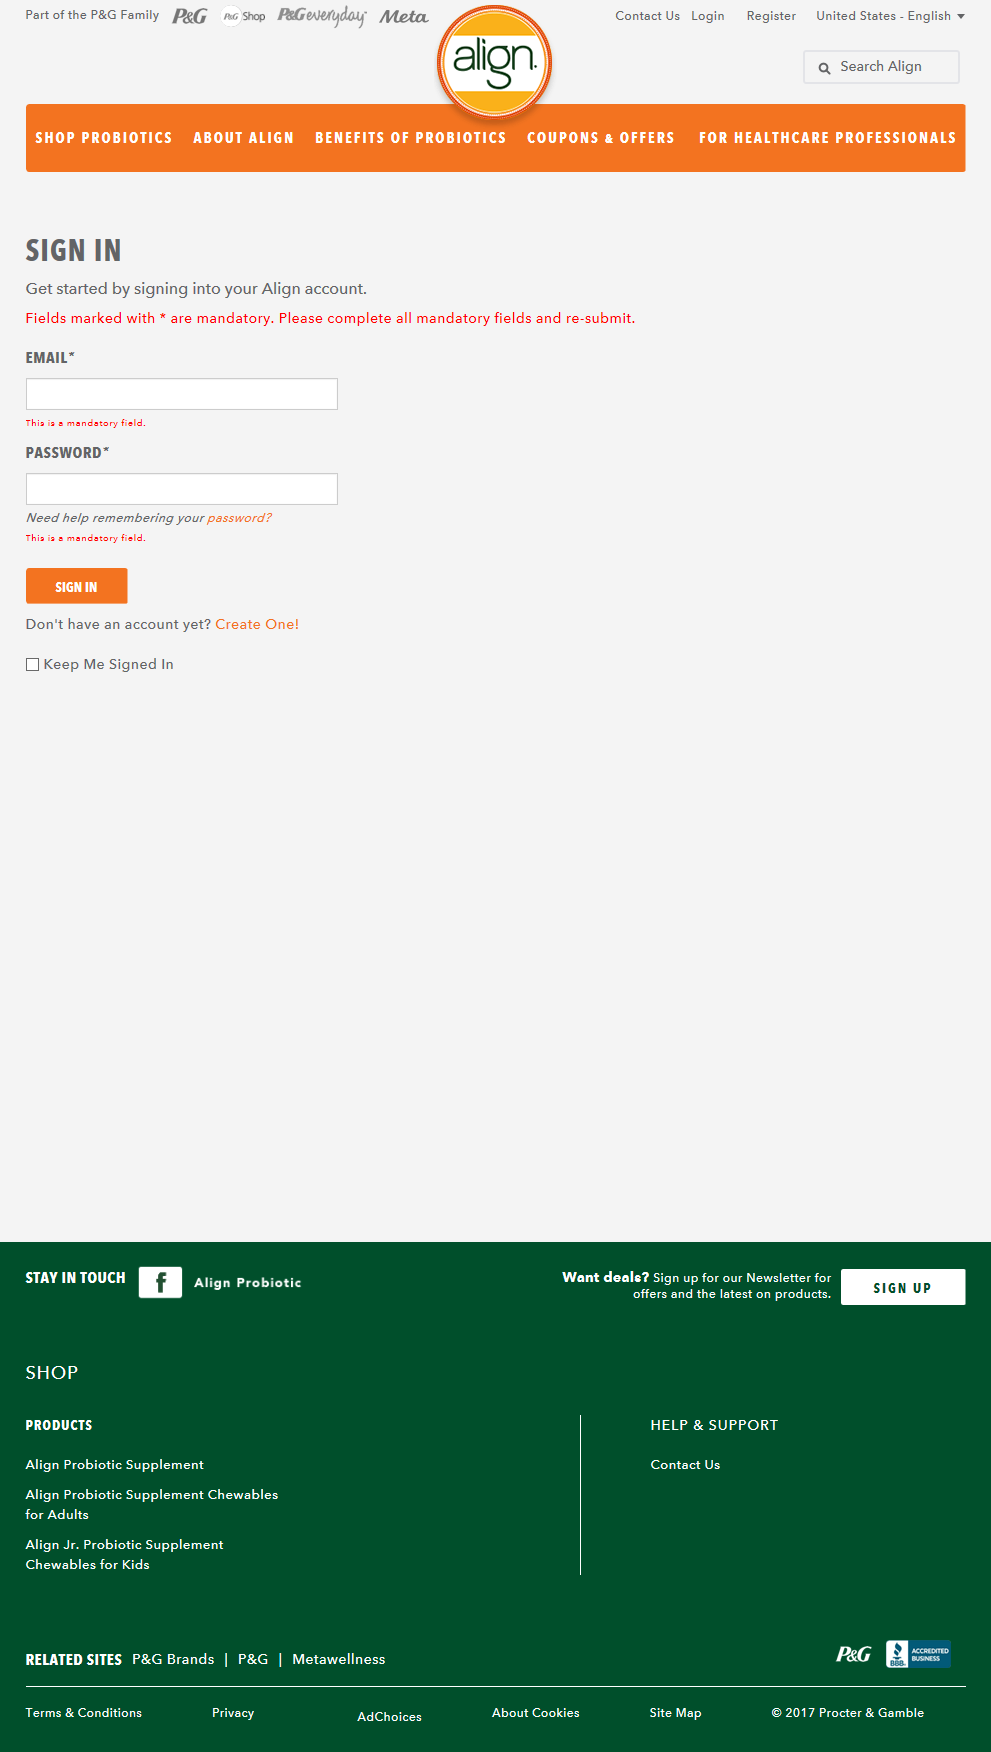 Part of the P&G Family P&G P&G Shop P&G everyday Meta
Contact Us Login Register United States - English
align.
Search Align
SHOP PROBIOTICS ABOUT ALIGN BENEFITS OF PROBIOTICS COUPONS & OFFERS FOR HEALTHCARE PROFESSIONALS
SIGN IN
Get started by signing into your Align account.
Fields marked with * are mandatory. Please complete all mandatory fields and re-submit.
EMAIL*
This is a mandatory field.
PASSWORD*
Need help remembering your password?
This is a mandatory field.
SIGN IN
Don't have an account yet? Create One!
Keep Me Signed In
STAY IN TOUCH f Align Probiotic
Want deals? Sign up for our Newsletter for
offers and the latest on products.
SIGN UP
SHOP
PRODUCTS
Align Probiotic Supplement
Align Probiotic Supplement Chewables
for Adults
Align Jr. Probiotic Supplement
Chewables for Kids
HELP & SUPPORT
Contact Us
RELATED SITES P&G Brands | P&G | Metawellness
P&G
BBB.
ACCREDITED
BUSINESS
Terms & Conditions Privacy AdChoices About Cookies Site Map © 2017 Procter & Gamble